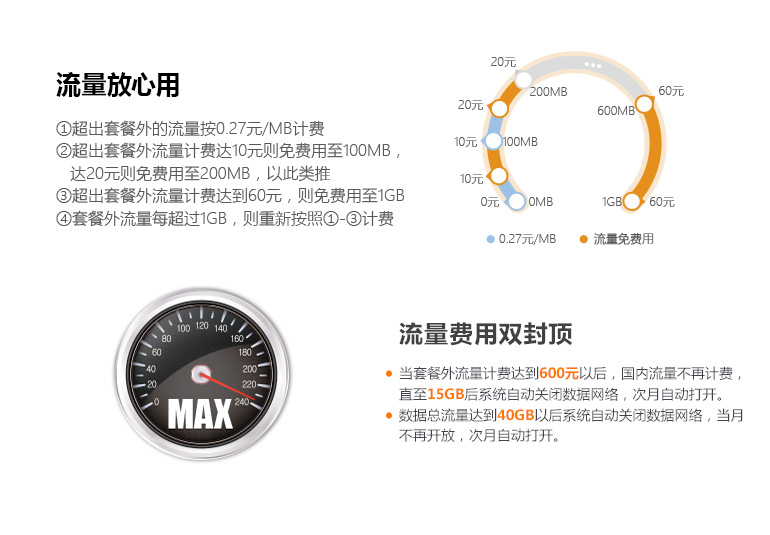 流量放心用
①超出套餐外的流量按0.27元/MB计费
②超出套餐外流量计费达10元则免费用至100MB，
达20元则免费用至200MB，以此类推
③超出套餐外流量计费达到60元，则免费用至1GB
④套餐外流量每超过1GB，则重新按照①-③计费
20元
200MB
60元
600MB
20元
10元
100MB
10元
0元
0MB
1GB
60元
0.27元/MB
流量免费用
0
20
40
60
80
100
120
140
160
180
200
220
240
MAX
流量费用双封顶
当套餐外流量计费达到600元以后，国内流量不再计费，
直至15GB后系统自动关闭数据网络，次月自动打开。
数据总流量达到40GB以后系统自动关闭数据网络，当月
不再开放，次月自动打开。